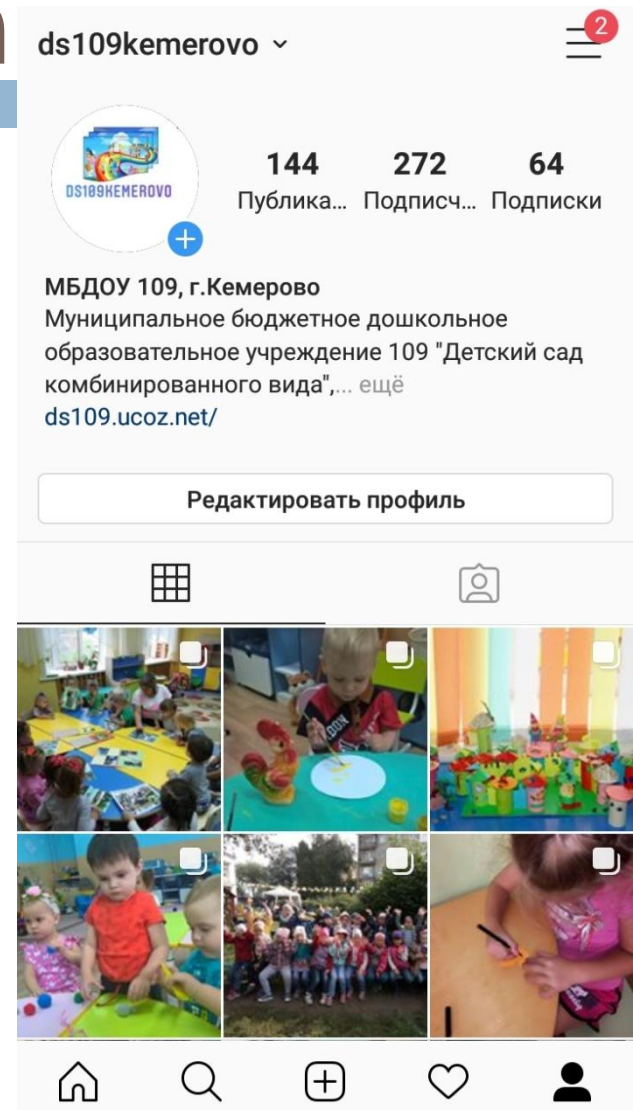 ds109kemerovo
2
DS109KEMEROVO
144 272 64
Публика... Подписч... Подписки
МБДОУ 109, г.Кемерово
Муниципальное бюджетное дошкольное
образовательное учреждение 109 "Детский сад
комбинированного вида",... ещё
ds109.ucoz.net/
Редактировать профиль